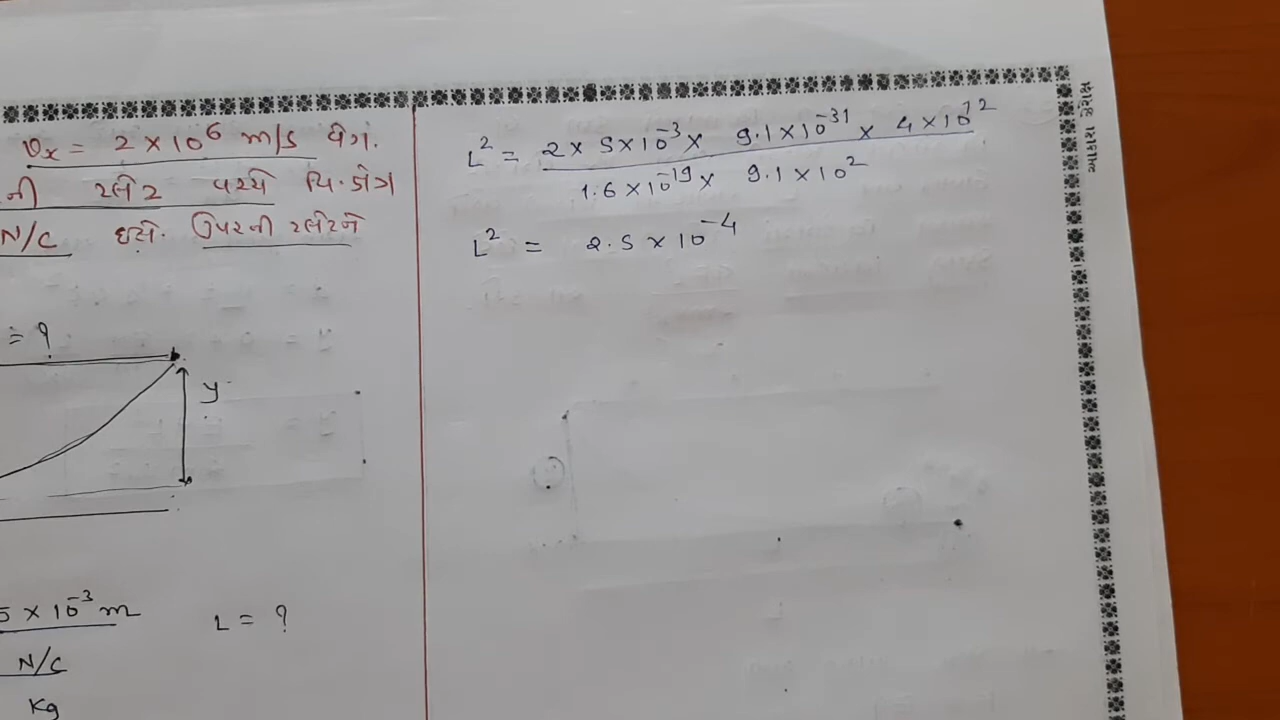 vx = 2 × 10⁶ m/s વેગ.
ની પ્લેટ વચ્ચે વિ.ક્ષેત્ર
N/C હશે. ઉપરની પ્લેટને
= ?
y
5 × 10⁻³ m L = ?
N/C
Kg
L² = 2 × 5 × 10⁻³ × 9.1 × 10⁻³¹ × 4 × 10¹²
1.6 × 10⁻¹⁹ × 9.1 × 10²
L² = 2.5 × 10⁻⁴